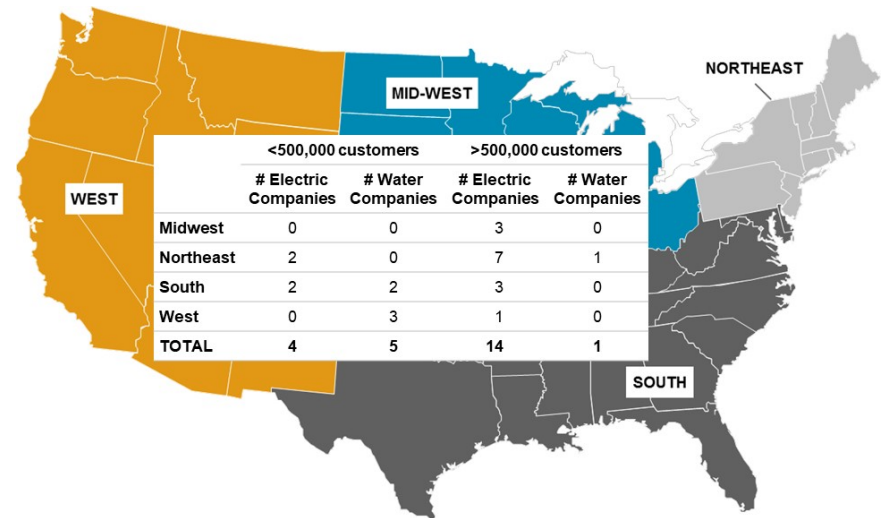 NORTHEAST
MID-WEST
WEST
<500,000 customers >500,000 customers
# Electric Companies # Water Companies # Electric Companies # Water Companies
Midwest 0 0 3 0
Northeast 2 0 7 1
South 2 2 3 0
West 0 3 1 0
TOTAL 4 5 14 1
SOUTH